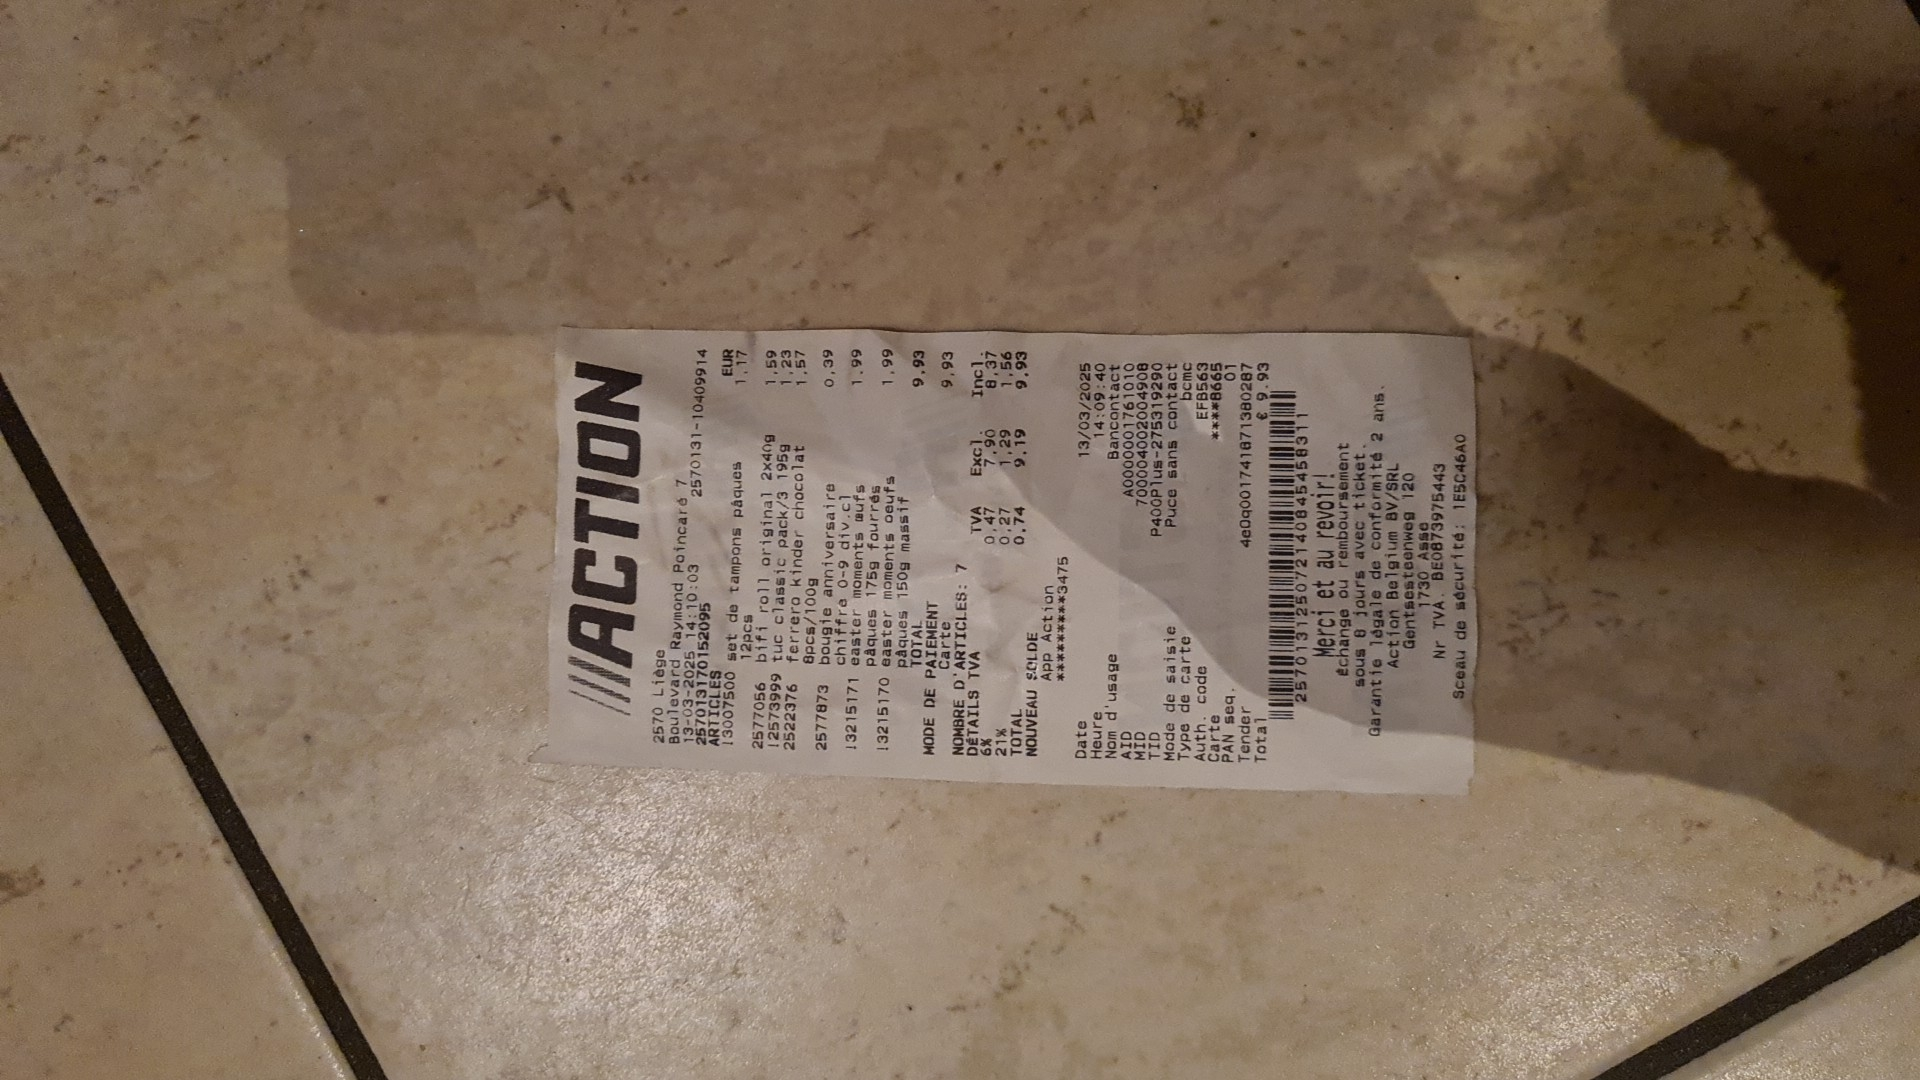 ///ACTION
2570 Liège
Boulevard Raymond Poincaré 7
13-03-2025 14:10:03 2570131-10409914
2570131170152095
ARTICLES EUR
13007500 set de tampons pâques 1,17
12pcs
2577056 bifi roll original 2x40g 1,59
12573999 tuc classic pack/3 195g 1,23
2522376 ferrero kinder chocolat 1,57
8pcs/100g
2577873 bougie anniversaire 0,39
chiffre 0-9 div.cl
13215171 easter moments œufs 1,99
pâques 175g fourrés
13215170 easter moments oeufs 1,99
pâques 150g massif
TOTAL 9,93
MODE DE PAIEMENT
Carte 9,93
NOMBRE D'ARTICLES: 7
DÉTAILS TVA TVA Excl. Incl.
6% 0,47 7,90 8,37
21% 0,27 1,29 1,56
TOTAL 0,74 9,19 9,93
NOUVEAU SOLDE
App Action
*********3475
Date 13/03/2025
Heure 14:09:40
Nom d'usage Bancontact
AID
MID
TID P400Plus-275319290
Mode de saisie Puce sans contact
Type de carte bcmc
Auth. code EFB563
Carte ***8665
PAN seq. 01
Tender 4eOq001741871380287
Total € 9.93
Merci et au revoir!
échange ou remboursement
sous 8 jours avec ticket.
Garantie légale de conformité 2 ans.
Action Belgium BV/SRL
Gentsesteenweg 120
1730 Asse
Nr TVA. BE0873975443
Sceau de sécurité: 1E5C46A0